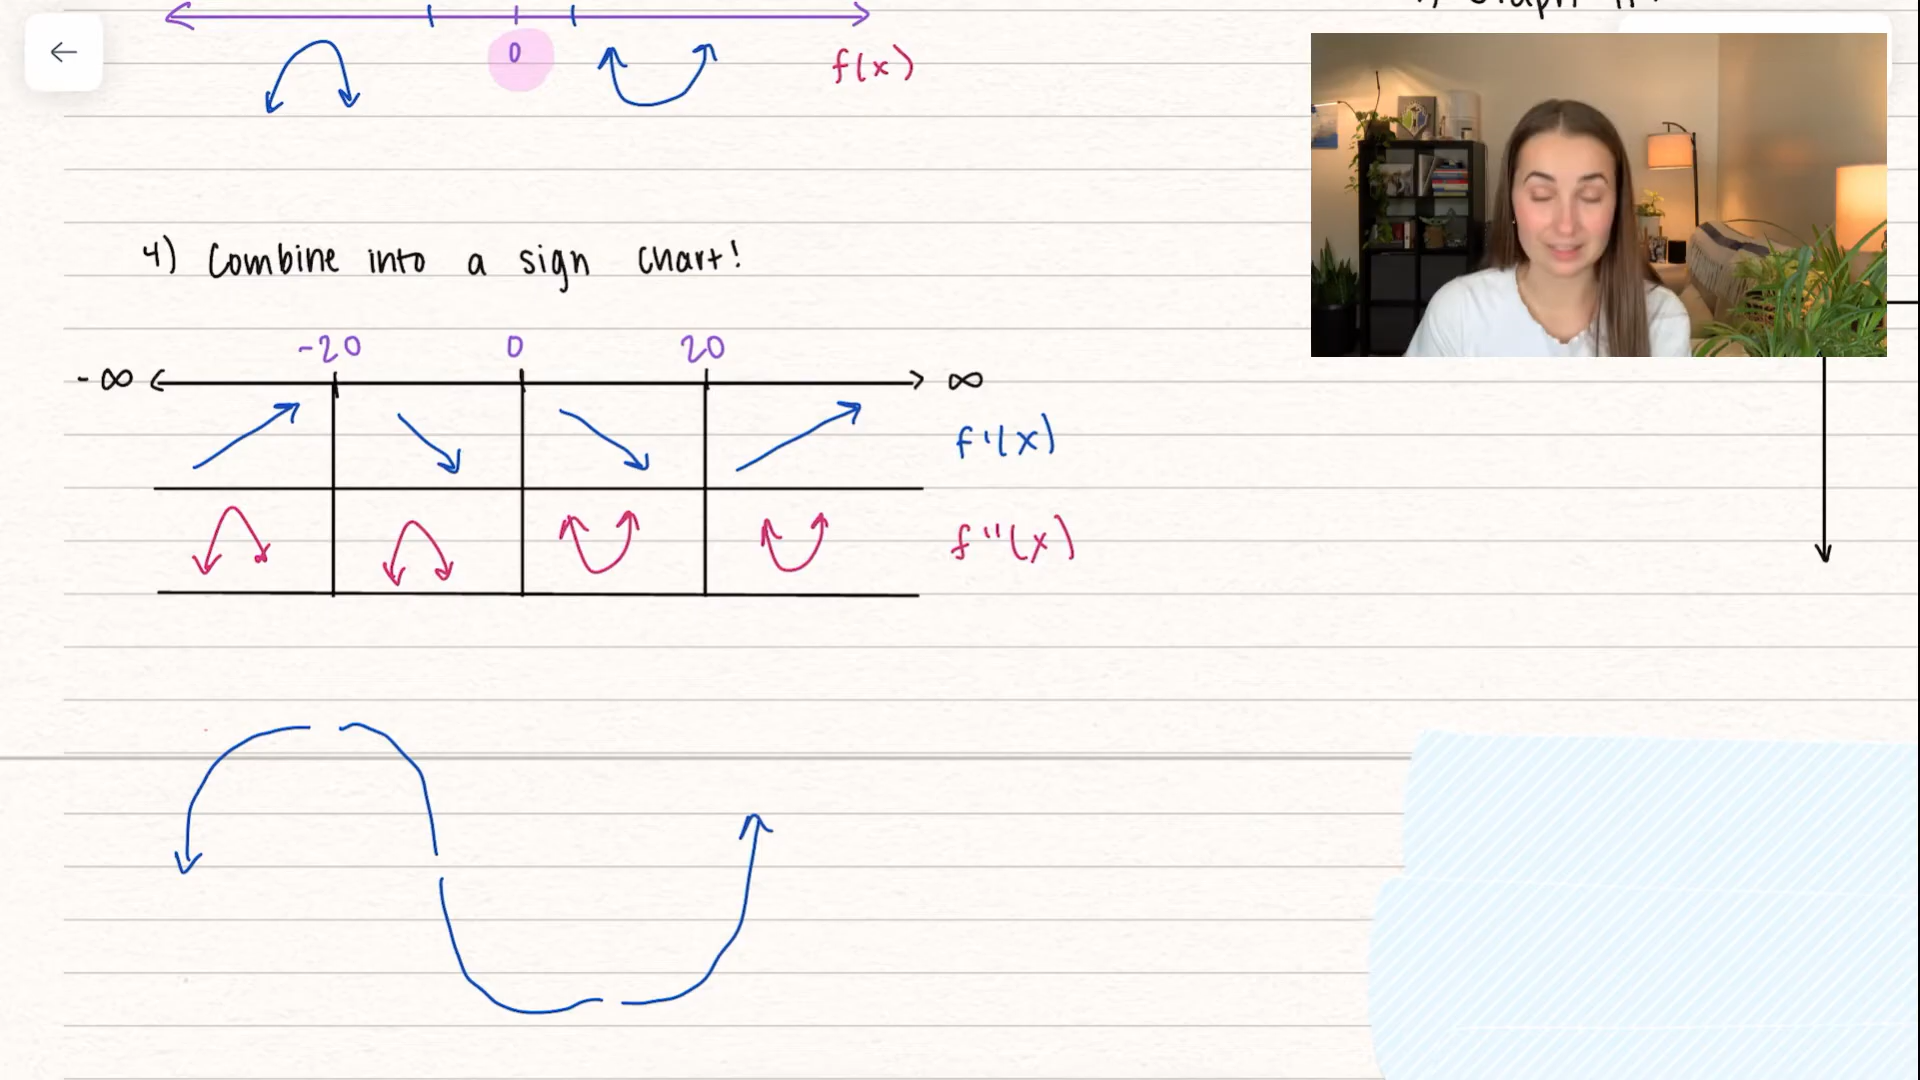 0
f(x)
4) Combine into a sign chart!
-20 0 20
-∞ ∞
f'(x)
f"(x)